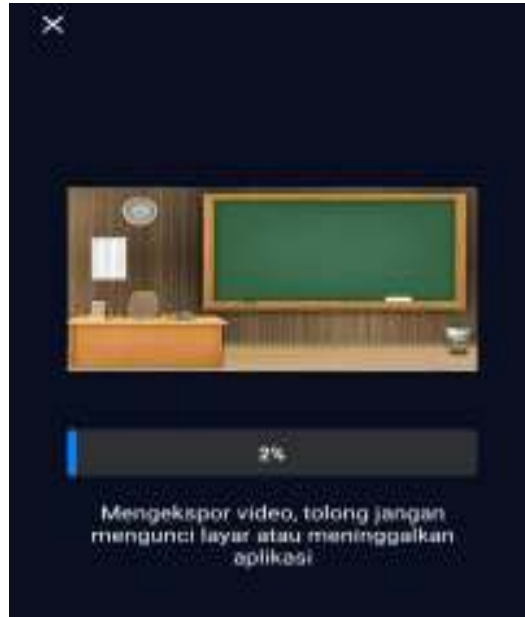 2%
Mengekspor video, tolong jangan
mengunci layar atau meninggalkan
aplikasi